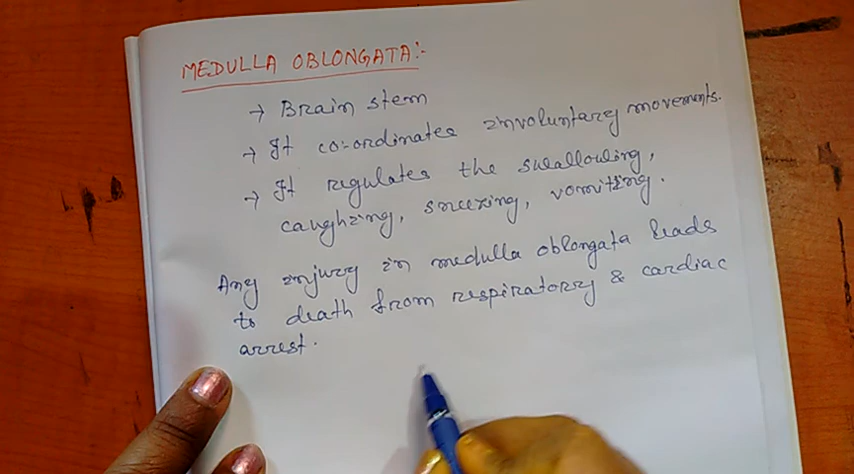 MEDULLA OBLONGATA:-
→ Brain stem
→ It co-ordinates involuntary movements.
→ It regulates the swallowing,
caughing, sneezing, vomiting.
Any injury in medulla oblongata leads
to death from respiratory & cardiac
arrest.